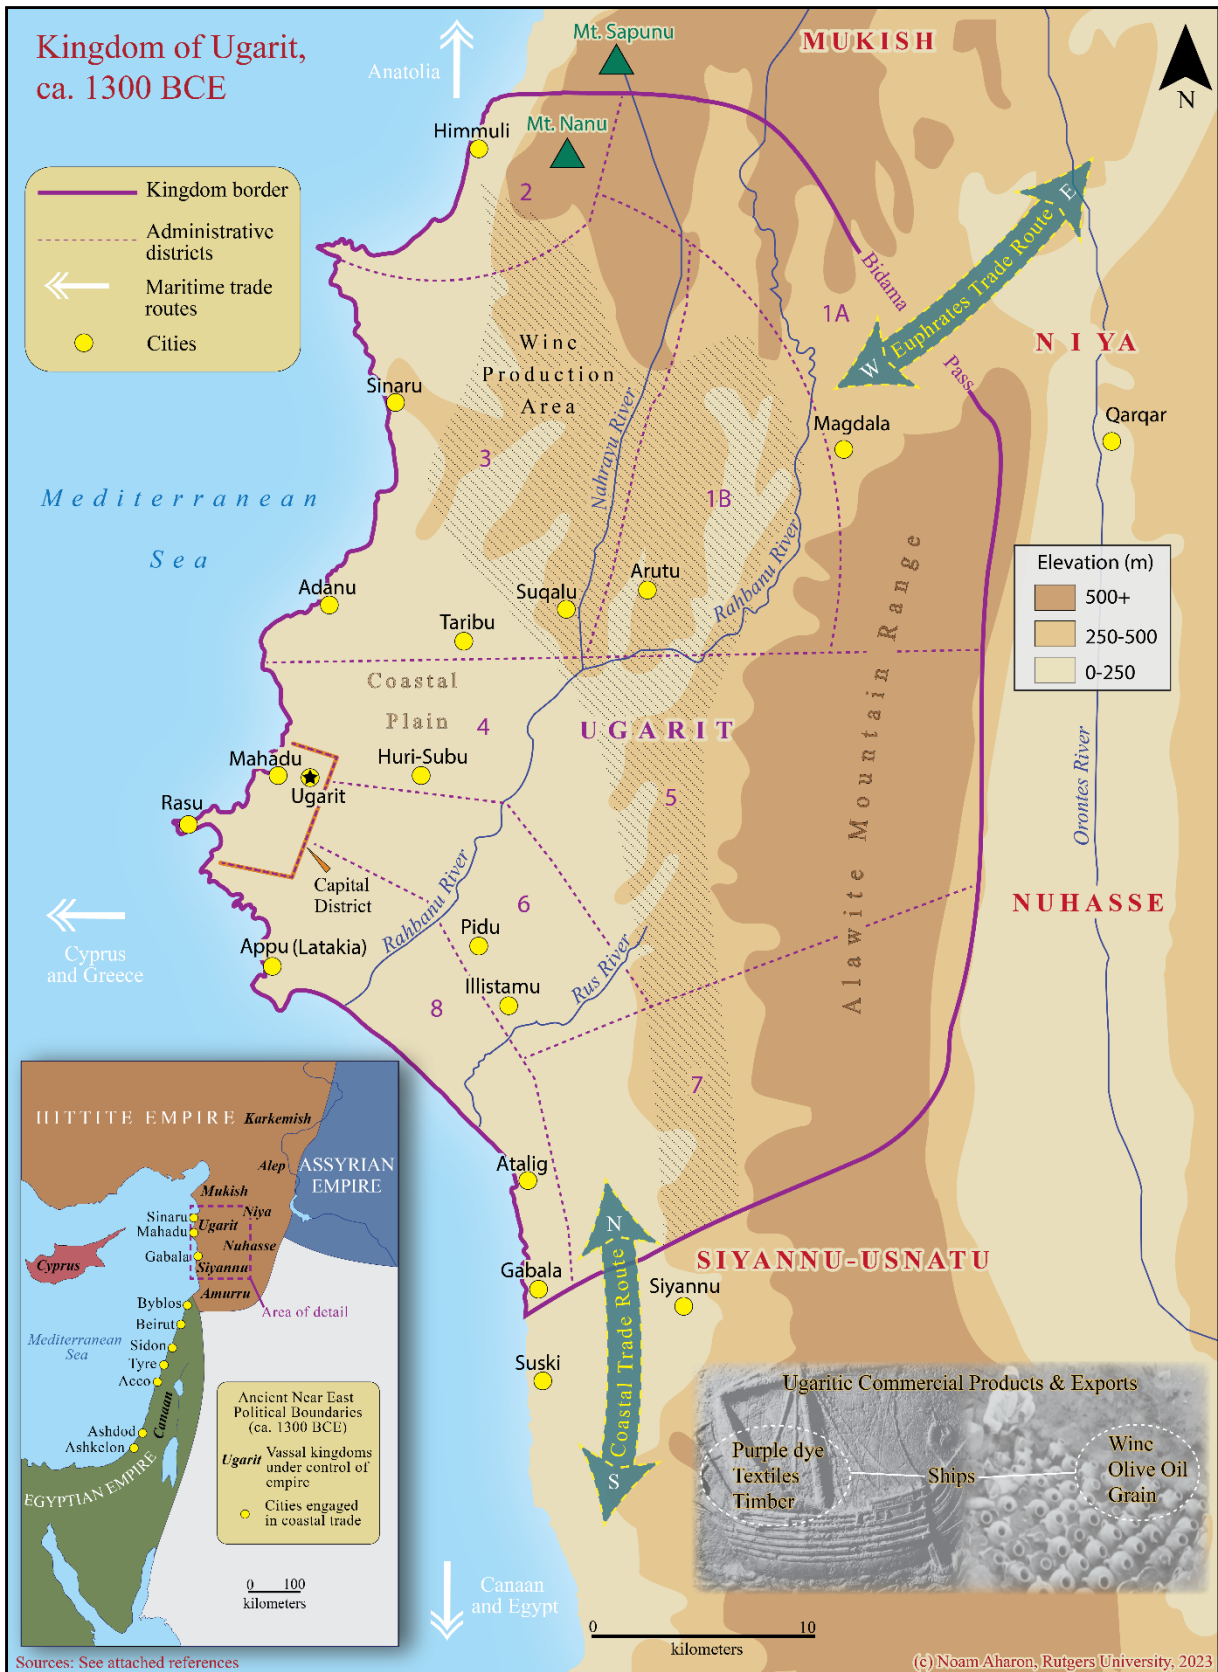 Kingdom of Ugarit,
ca. 1300 BCE
Kingdom border
Administrative
districts
Maritime trade
routes
Cities
Anatolia
Mt. Sapunu
MUKISH
N
Himmuli
Mt. Nanu
2
Bidama
Pass
1A
E
Euphrates Trade Route
W
NIYA
Wine
Production
Area
Sinaru
Nahrayu River
Magdala
Qarqar
3
1B
Mediterranean
Sea
Rahbanu River
Elevation (m)
500+
250-500
0-250
Adanu
Suqalu
Arutu
Taribu
Coastal
Plain
4
UGARIT
Alawite Mountain Range
Orontes River
Mahadu
Ugarit
Huri-Subu
5
Rasu
Capital
District
Rahbanu River
6
NUHASSE
Cyprus
and Greece
Appu (Latakia)
Pidu
Illistamu
Rus River
8
7
Atalig
N
Coastal Trade Route
S
SIYANNU-USNATU
Gabala
Siyannu
Suski
HITTITE EMPIRE
Karkemish
Alep
ASSYRIAN
EMPIRE
Mukish
Sinaru
Niya
Ugarit
Mahadu
Nuhasse
Gabala
Siyannu
Cyprus
Amurru
Area of detail
Byblos
Beirut
Mediterranean
Sea
Sidon
Tyre
Acco
Canaan
Ashdod
Ashkelon
EGYPTIAN EMPIRE
Ancient Near East
Political Boundaries
(ca. 1300 BCE)
Ugarit Vassal kingdoms
under control of
empire
Cities engaged
in coastal trade
0 100
kilometers
Canaan
and Egypt
Ugaritic Commercial Products & Exports
Purple dye
Textiles
Timber
Ships
Wine
Olive Oil
Grain
0 10
kilometers
Sources: See attached references
(c) Noam Aharon, Rutgers University, 2023